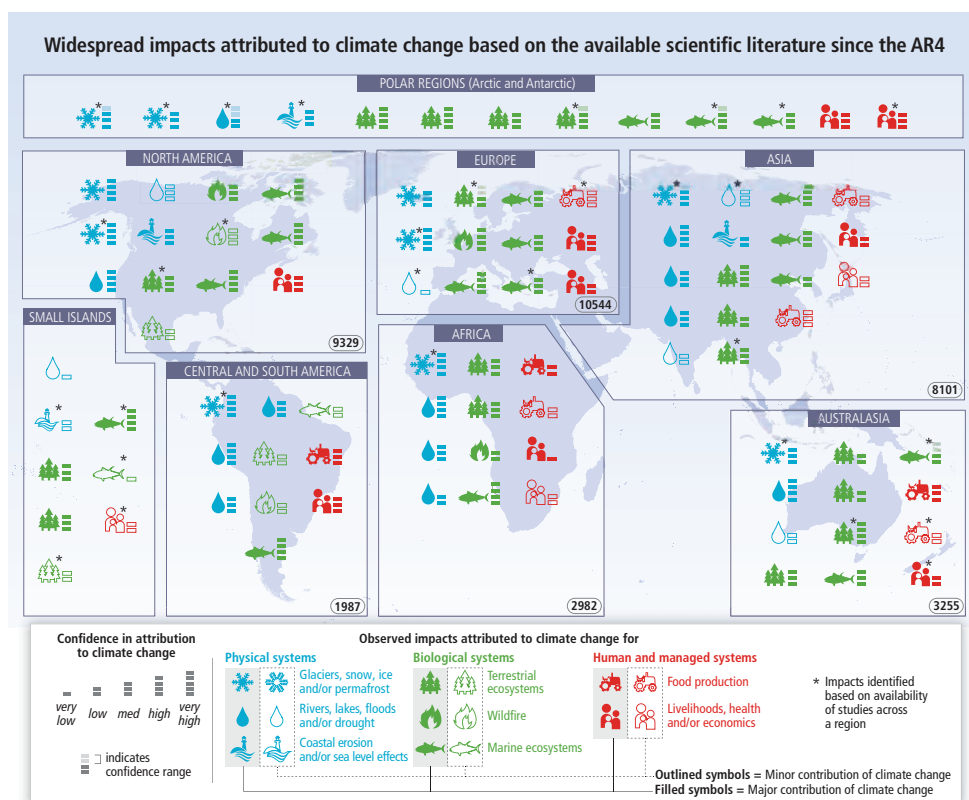 Widespread impacts attributed to climate change based on the available scientific literature since the AR4
POLAR REGIONS (Arctic and Antarctic)
NORTH AMERICA
9329
EUROPE
10544
ASIA
8101
SMALL ISLANDS
CENTRAL AND SOUTH AMERICA
1987
AFRICA
2982
AUSTRALASIA
3255
Confidence in attribution
to climate change
very
low
low
med
high
very
high
indicates
confidence range
Observed impacts attributed to climate change for
Physical systems
Glaciers, snow, ice
and/or permafrost
Rivers, lakes, floods
and/or drought
Coastal erosion
and/or sea level effects
Biological systems
Terrestrial
ecosystems
Wildfire
Marine ecosystems
Human and managed systems
Food production
Livelihoods, health
and/or economics
* Impacts identified
based on availability
of studies across
a region
Outlined symbols = Minor contribution of climate change
Filled symbols = Major contribution of climate change